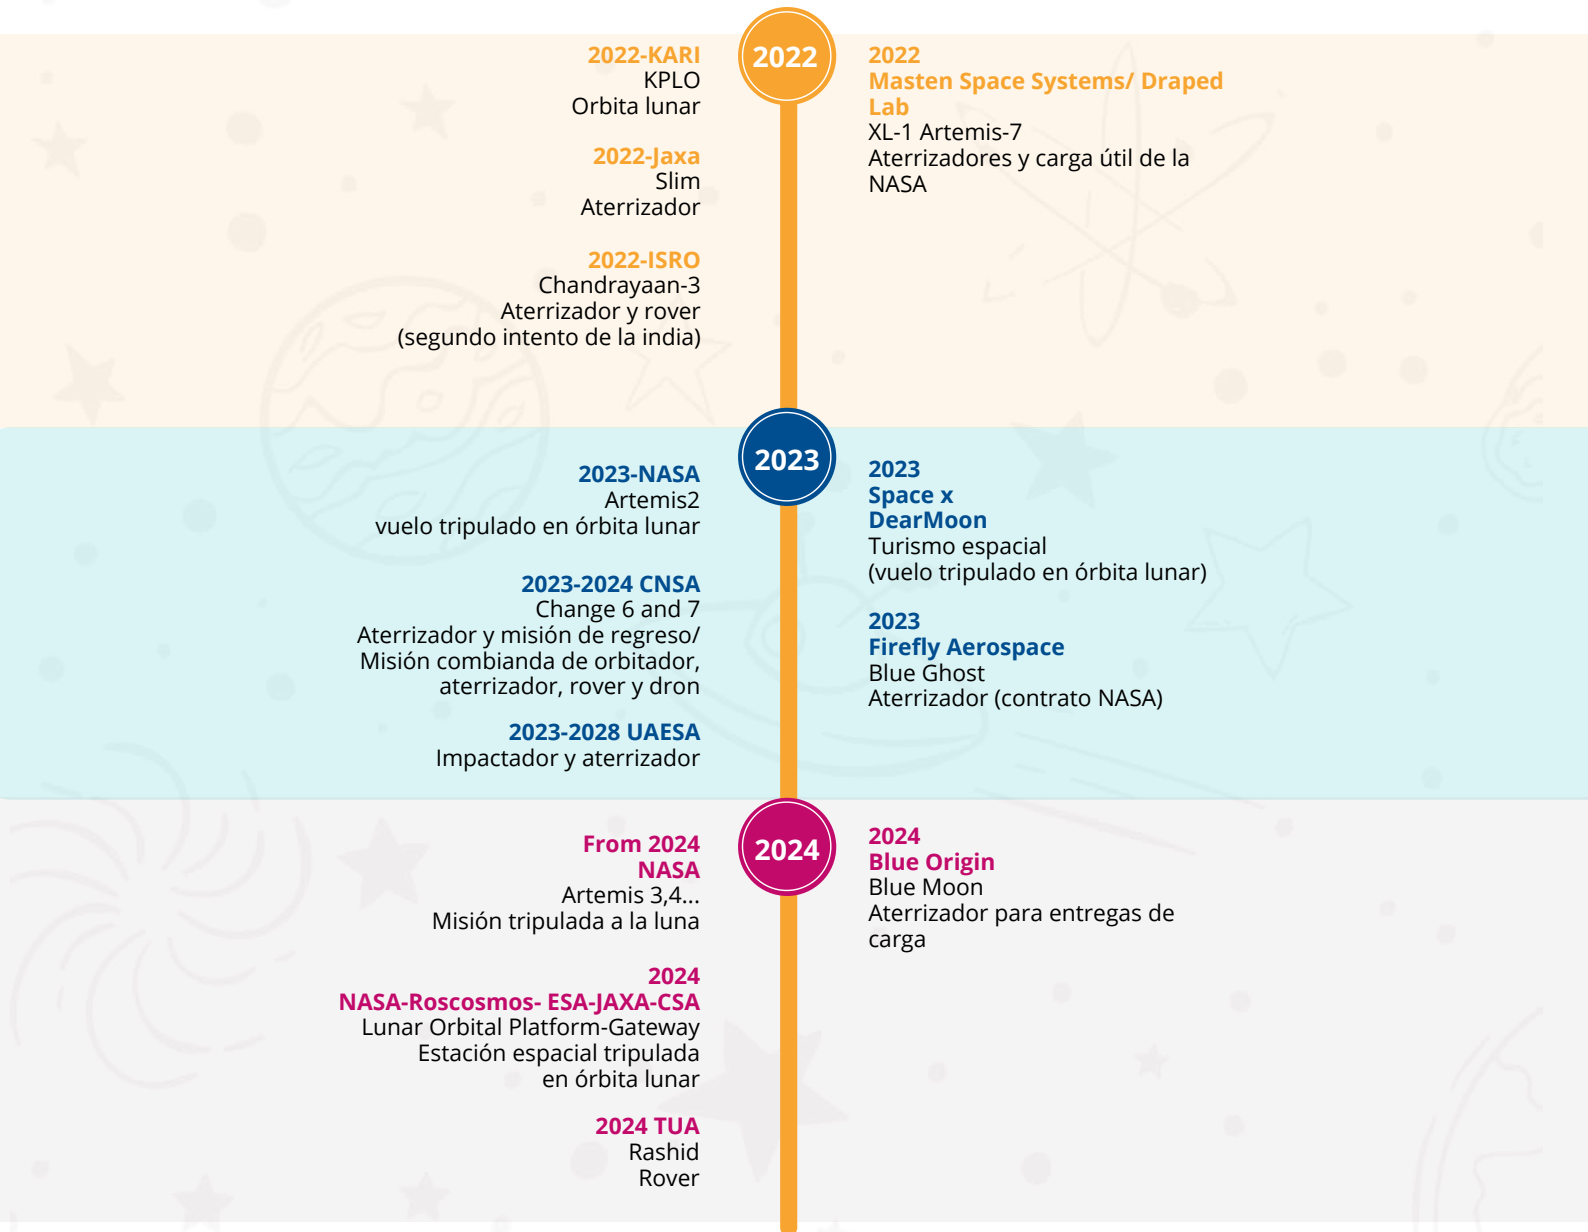 2022
2022-KARI
KPLO
Orbita lunar
2022-Jaxa
Slim
Aterrizador
2022-ISRO
Chandrayaan-3
Aterrizador y rover
(segundo intento de la india)
2022
Masten Space Systems/ Draped
Lab
XL-1 Artemis-7
Aterrizadores y carga útil de la
NASA
2023
2023-NASA
Artemis2
vuelo tripulado en órbita lunar
2023-2024 CNSA
Change 6 and 7
Aterrizador y misión de regreso/
Misión combianda de orbitador,
aterrizador, rover y dron
2023-2028 UAESA
Impactador y aterrizador
2023
Space x
DearMoon
Turismo espacial
(vuelo tripulado en órbita lunar)
2023
Firefly Aerospace
Blue Ghost
Aterrizador (contrato NASA)
2024
From 2024
NASA
Artemis 3,4...
Misión tripulada a la luna
2024
NASA-Roscosmos- ESA-JAXA-CSA
Lunar Orbital Platform-Gateway
Estación espacial tripulada
en órbita lunar
2024 TUA
Rashid
Rover
2024
Blue Origin
Blue Moon
Aterrizador para entregas de
carga